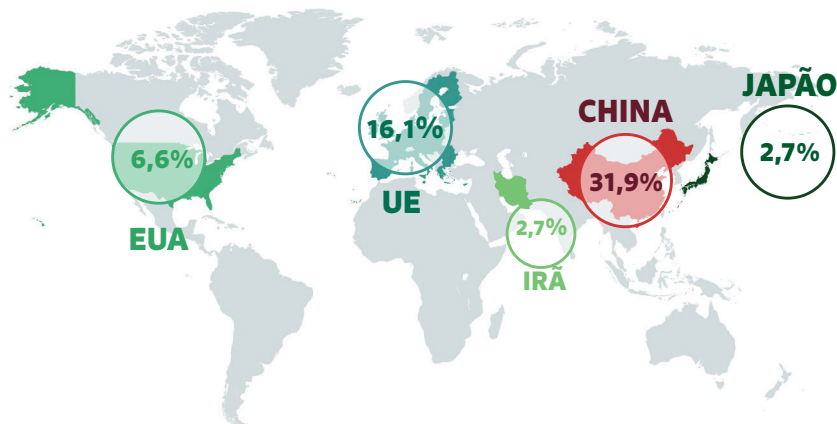 JAPÃO
2,7%
CHINA
31,9%
16,1%
UE
6,6%
EUA
2,7%
IRÃ